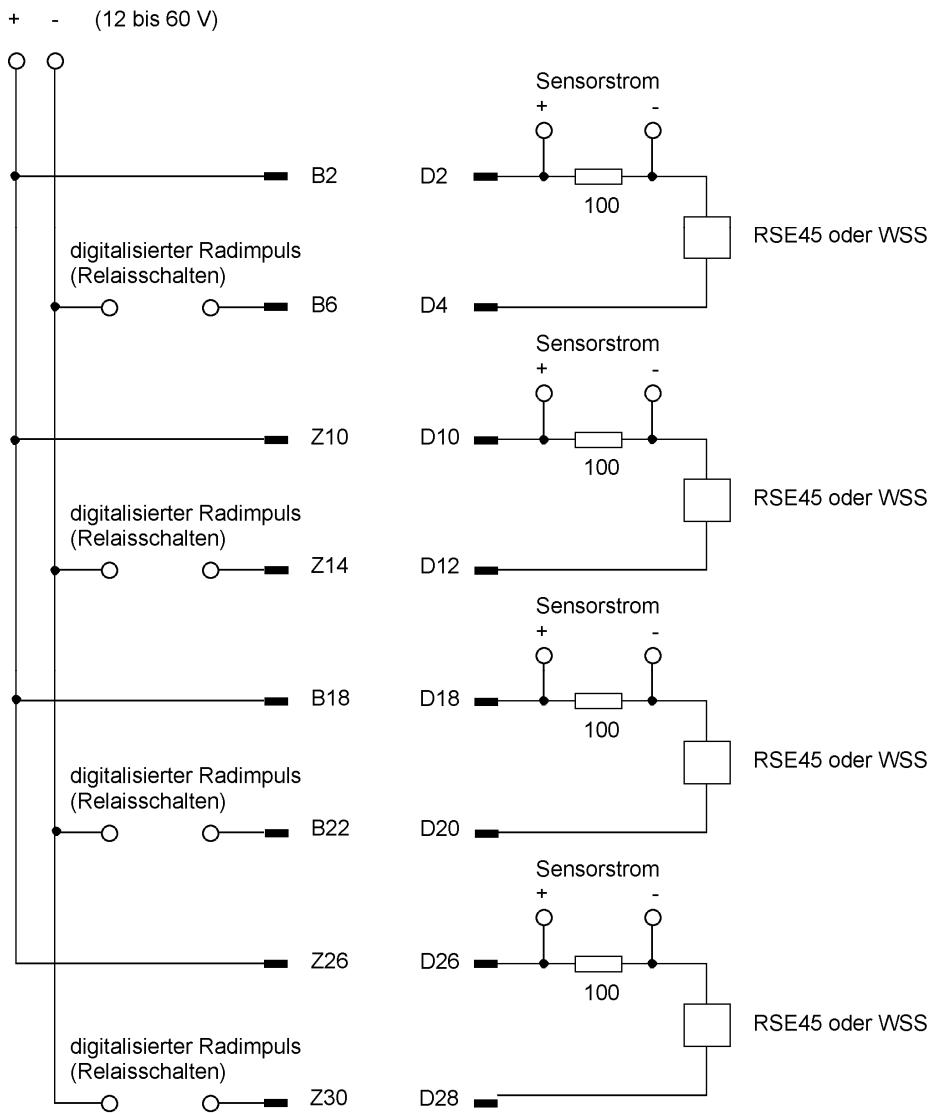 + - (12 bis 60 V)
Sensorstrom
+ -
B2 D2
100
RSE45 oder WSS
digitalisierter Radimpuls
(Relaisschalten)
B6 D4
Sensorstrom
+ -
Z10 D10
100
RSE45 oder WSS
digitalisierter Radimpuls
(Relaisschalten)
Z14 D12
Sensorstrom
+ -
B18 D18
100
RSE45 oder WSS
digitalisierter Radimpuls
(Relaisschalten)
B22 D20
Sensorstrom
+ -
Z26 D26
100
RSE45 oder WSS
digitalisierter Radimpuls
(Relaisschalten)
Z30 D28